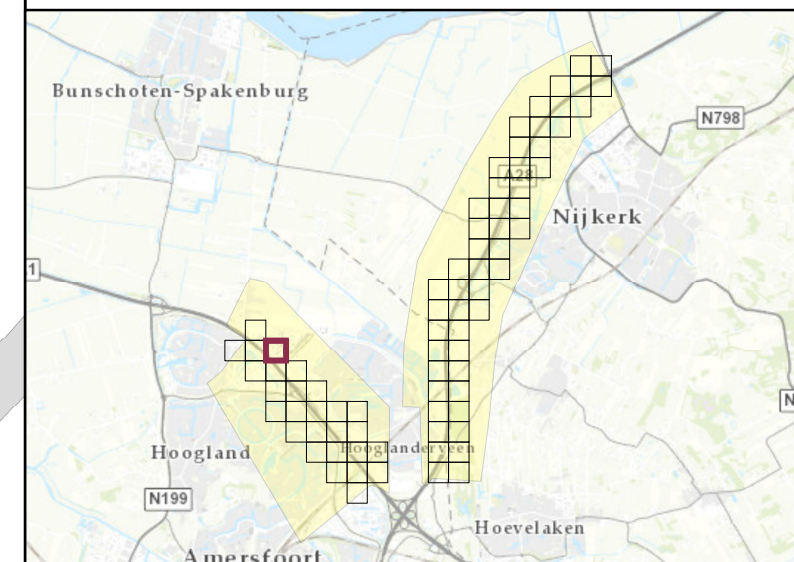 Bunschoten-Spakenburg
N798
A28
Nijkerk
1
N
Hooglanderveen
Hoogland
N199
Hoevelaken
Amersfoort